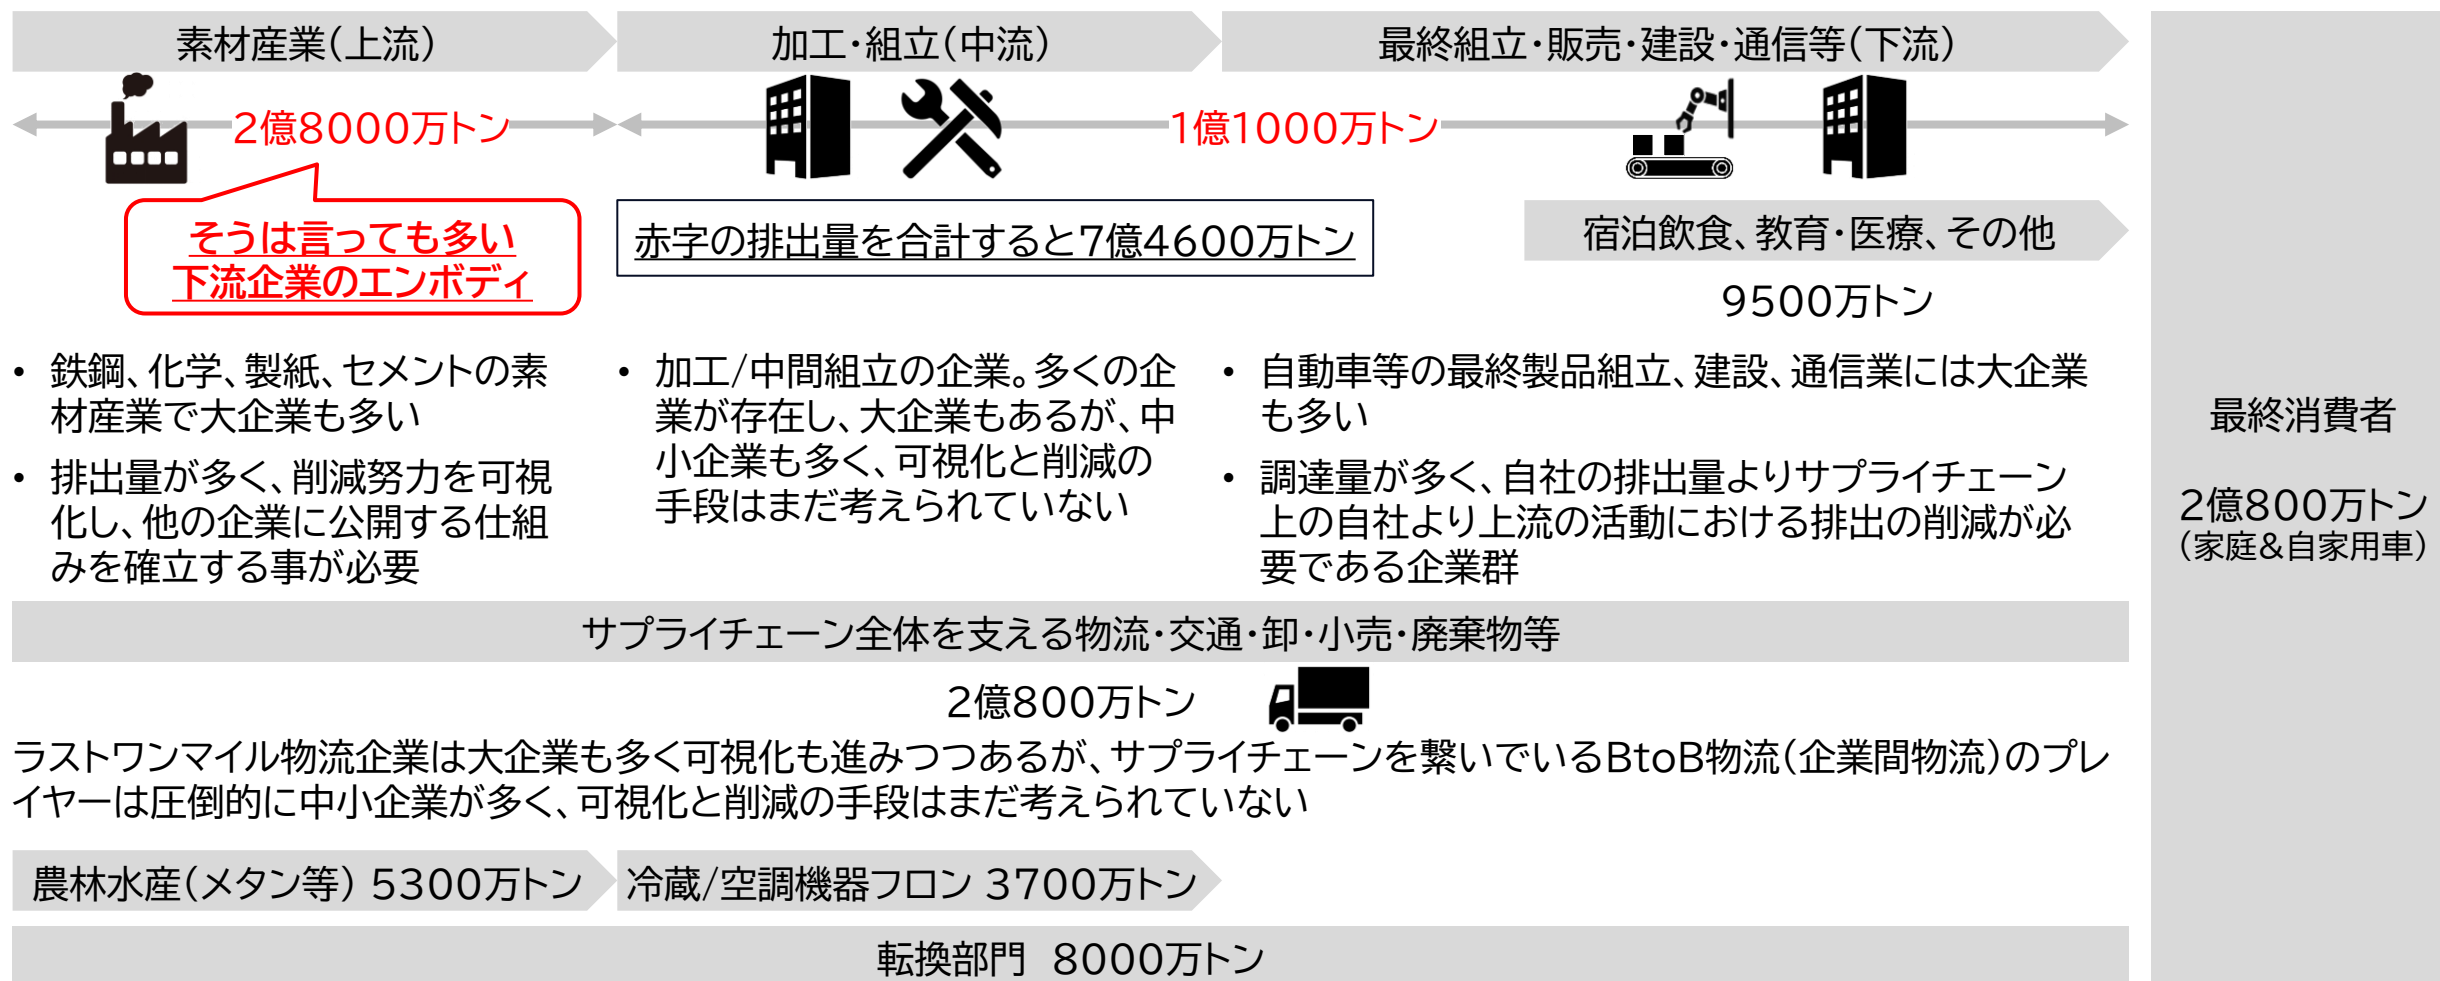 素材産業(上流)
加工・組立(中流)
最終組立・販売・建設・通信等(下流)
2億8000万トン
1億1000万トン
そうは言っても多い
下流企業のエンボディ
赤字の排出量を合計すると7億4600万トン
宿泊飲食、教育・医療、その他
9500万トン
• 鉄鋼、化学、製紙、セメントの素
材産業で大企業も多い
• 排出量が多く、削減努力を可視
化し、他の企業に公開する仕組
みを確立する事が必要
• 加工/中間組立の企業。多くの企
業が存在し、大企業もあるが、中
小企業も多く、可視化と削減の
手段はまだ考えられていない
• 自動車等の最終製品組立、建設、通信業には大企業
も多い
• 調達量が多く、自社の排出量よりサプライチェーン
上の自社より上流の活動における排出の削減が必
要である企業群
最終消費者
2億800万トン
(家庭&自家用車)
サプライチェーン全体を支える物流・交通・卸・小売・廃棄物等
2億800万トン
ラストワンマイル物流企業は大企業も多く可視化も進みつつあるが、サプライチェーンを繋いでいるBtoB物流(企業間物流)のプレ
イヤーは圧倒的に中小企業が多く、可視化と削減の手段はまだ考えられていない
農林水産(メタン等) 5300万トン
冷蔵/空調機器フロン 3700万トン
転換部門 8000万トン